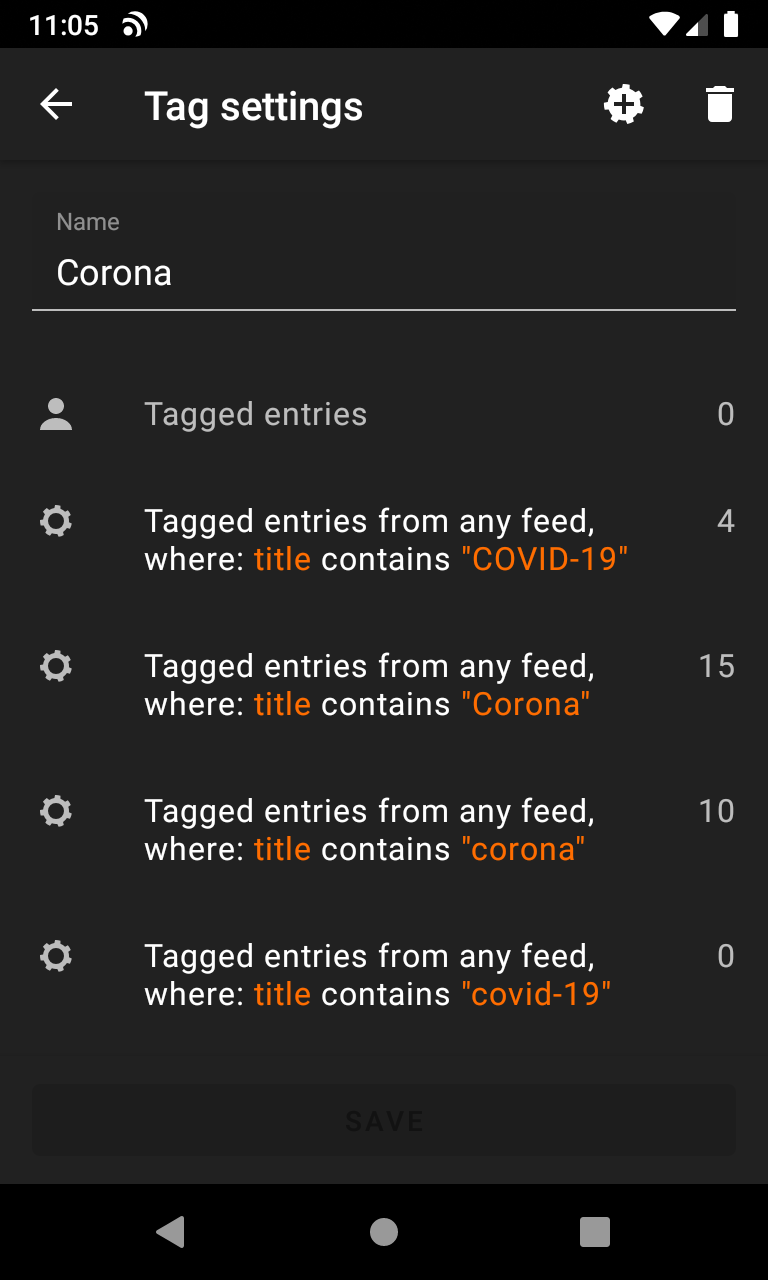 11:05
Tag settings
Name
Corona
Tagged entries 0
Tagged entries from any feed, 4
where: title contains "COVID-19"
Tagged entries from any feed, 15
where: title contains "Corona"
Tagged entries from any feed, 10
where: title contains "corona"
Tagged entries from any feed, 0
where: title contains "covid-19"
SAVE